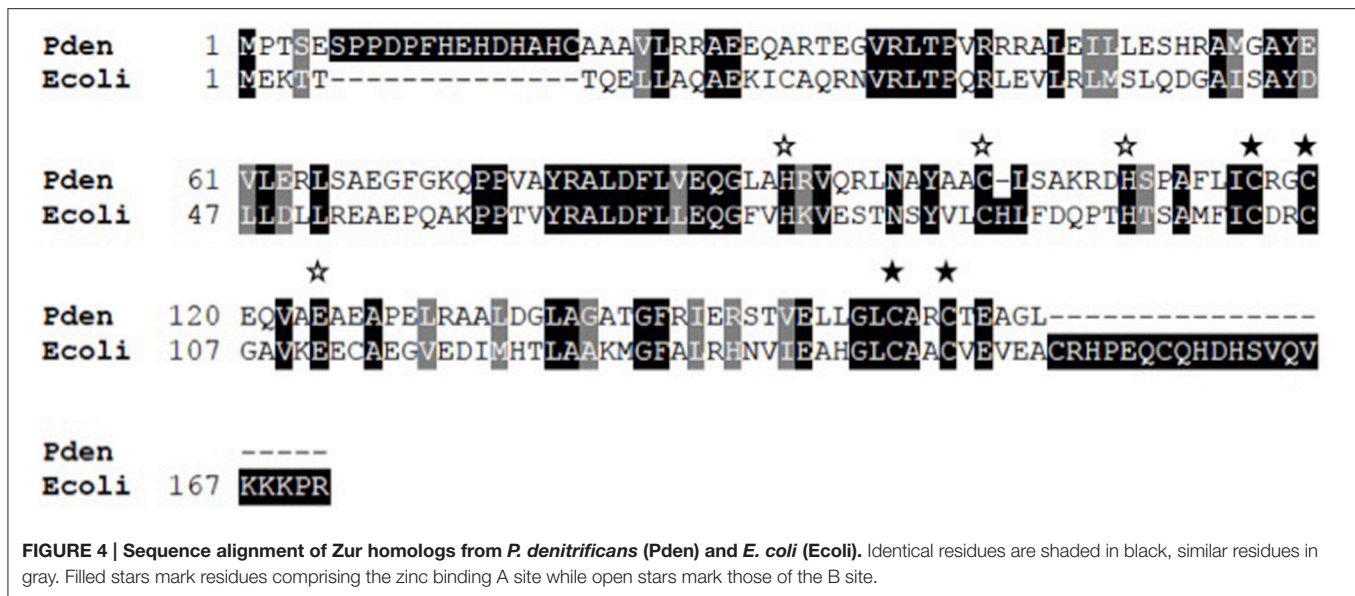 Pden 1 MPTSESPPDPFHEHDHAHCAAAVLRRAEEQARTEGVRLTPVRRRALEILLESHRAMGAYE
Ecoli 1 MEKTT--------------TQELLAQAEKICAQRNVRLTPQRLEVLRLMSLQDGAISAYD
☆ ☆ ☆ ★ ★
Pden 61 VLERLSAEGFGKQPPVAYRALDFLVEQGLAHRVQRLNAYAAC-LSAKRDHSPAFLICRGC
Ecoli 47 LLDLLREAEPQAKPPTVYRALDFLLEQGFVHKVESTNSYVLCHLFDQPTHTSAMFICDRC
☆ ★ ★
Pden 120 EQVAEAEAPELRAALDGLAGATGFRIERSTVELLGLCARCTEAGL---------------
Ecoli 107 GAVKEECAEGVEDIMHTLAAKMGFALRHNVIEAHGLCAACVEVEACRHPEQCQHDHSVQV
Pden -----
Ecoli 167 KKKPR
FIGURE 4 | Sequence alignment of Zur homologs from P. denitrificans (Pden) and E. coli (Ecoli). Identical residues are shaded in black, similar residues in
gray. Filled stars mark residues comprising the zinc binding A site while open stars mark those of the B site.